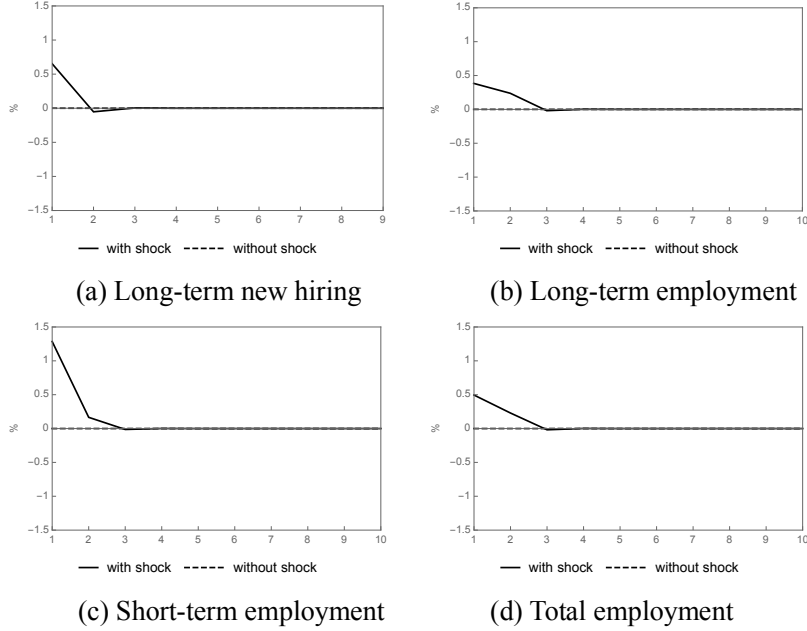 1.5
1
0.5
0
−0.5
−1
−1.5
%
1 2 3 4 5 6 7 8 9
with shock without shock
(a) Long-term new hiring
1.5
1
0.5
0
−0.5
−1
−1.5
%
1 2 3 4 5 6 7 8 9 10
with shock without shock
(b) Long-term employment
1.5
1
0.5
0
−0.5
−1
−1.5
%
1 2 3 4 5 6 7 8 9 10
with shock without shock
(c) Short-term employment
1.5
1
0.5
0
−0.5
−1
−1.5
%
1 2 3 4 5 6 7 8 9 10
with shock without shock
(d) Total employment